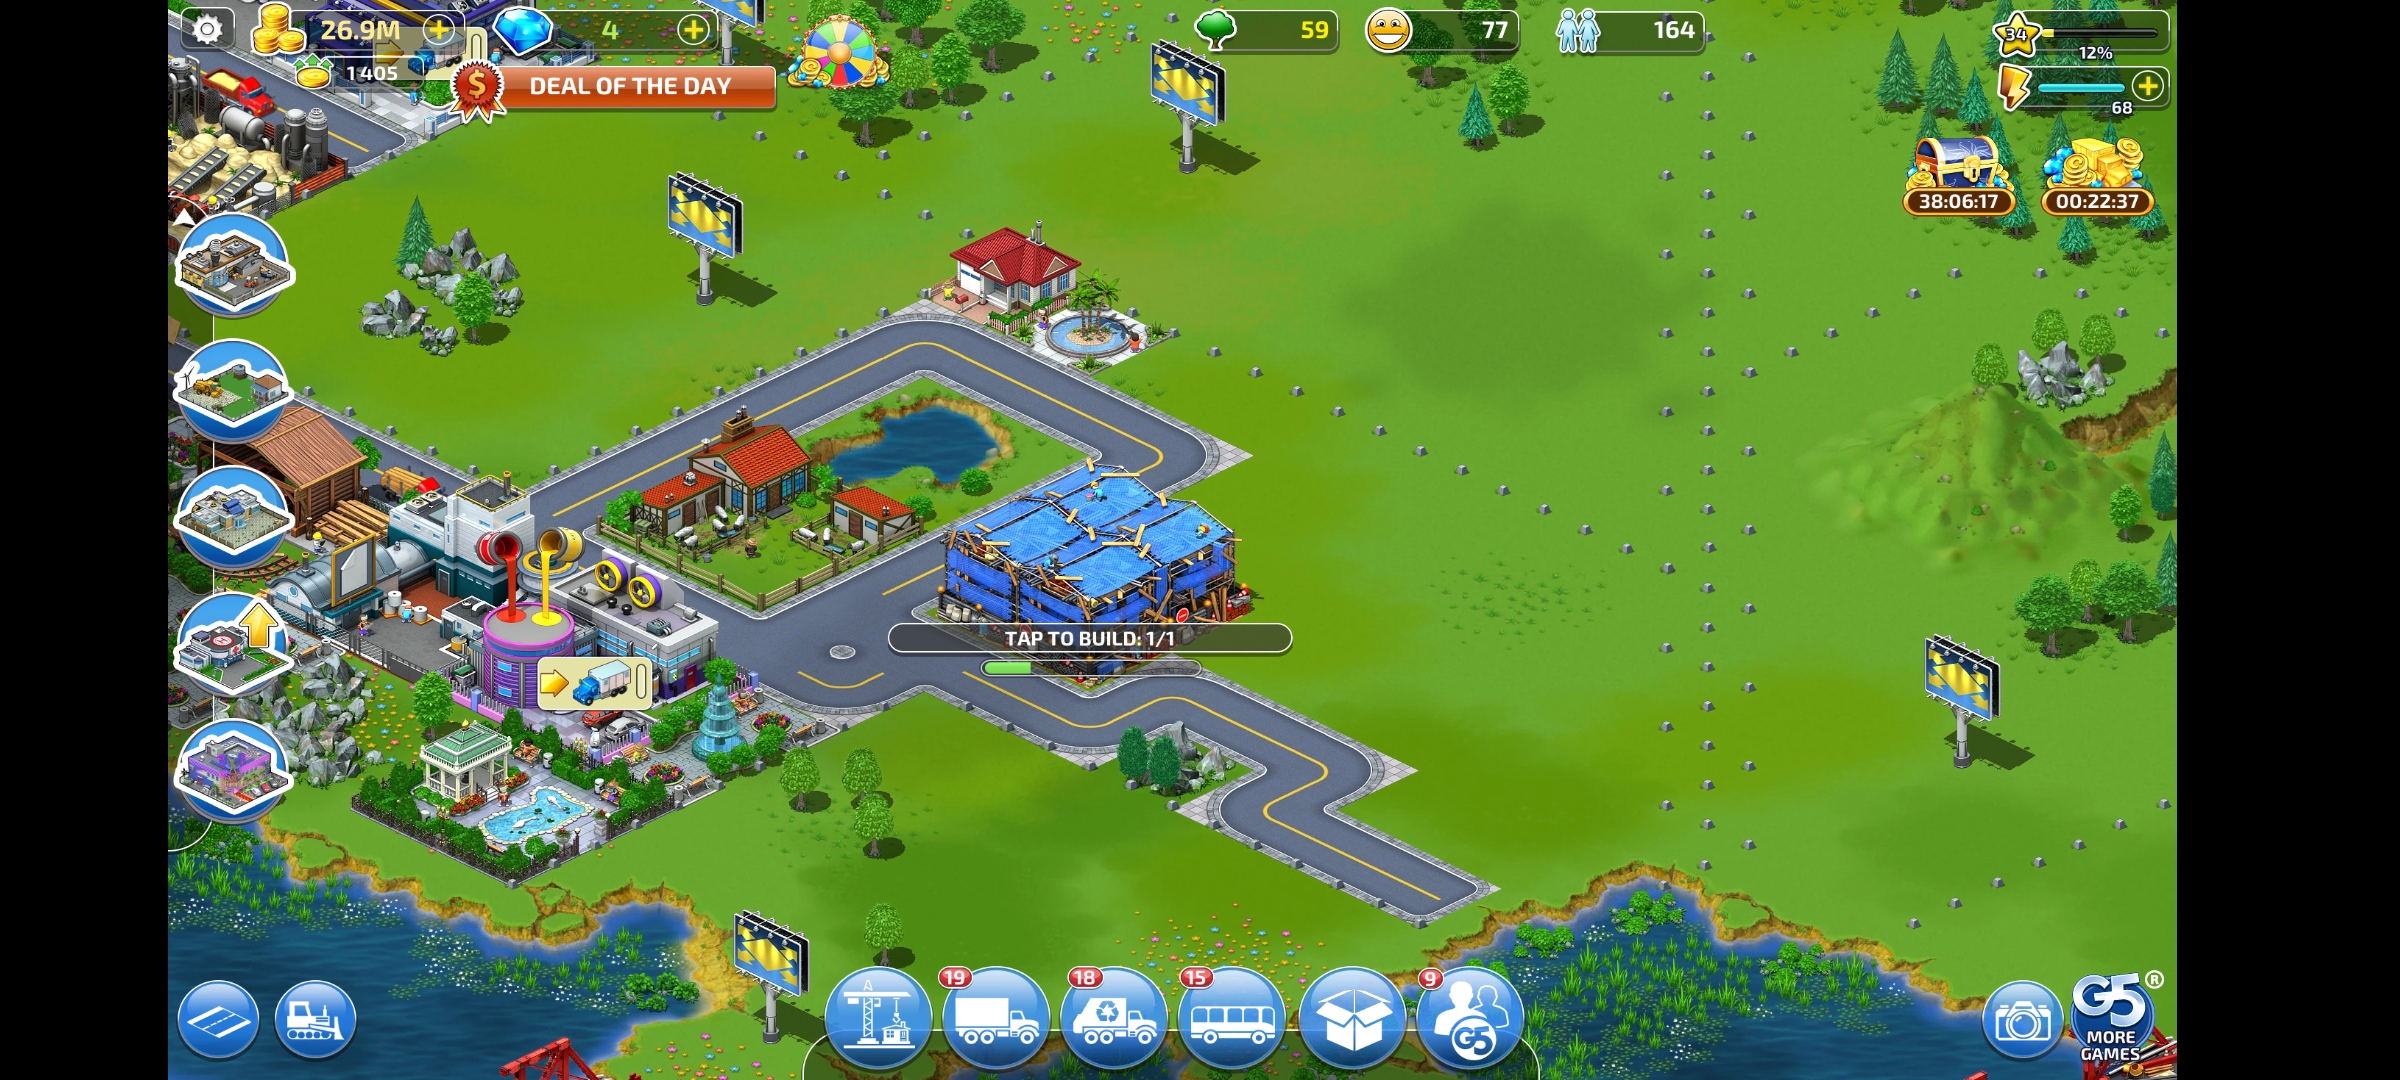 26.9M
4
59
77
164
34
12%
1405
DEAL OF THE DAY
$
68
38:06:17
00:22:37
TAP TO BUILD: 1/1
19
18
15
9
A
G5
G5®
MORE
GAMES